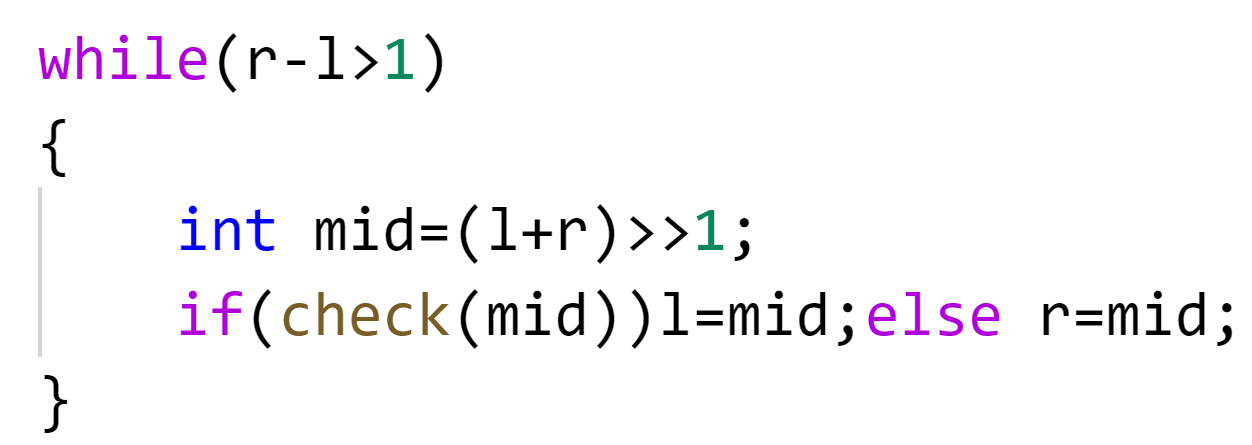 while(r-l>1)
{
    int mid=(l+r)>>1;
    if(check(mid))l=mid;else r=mid;
}